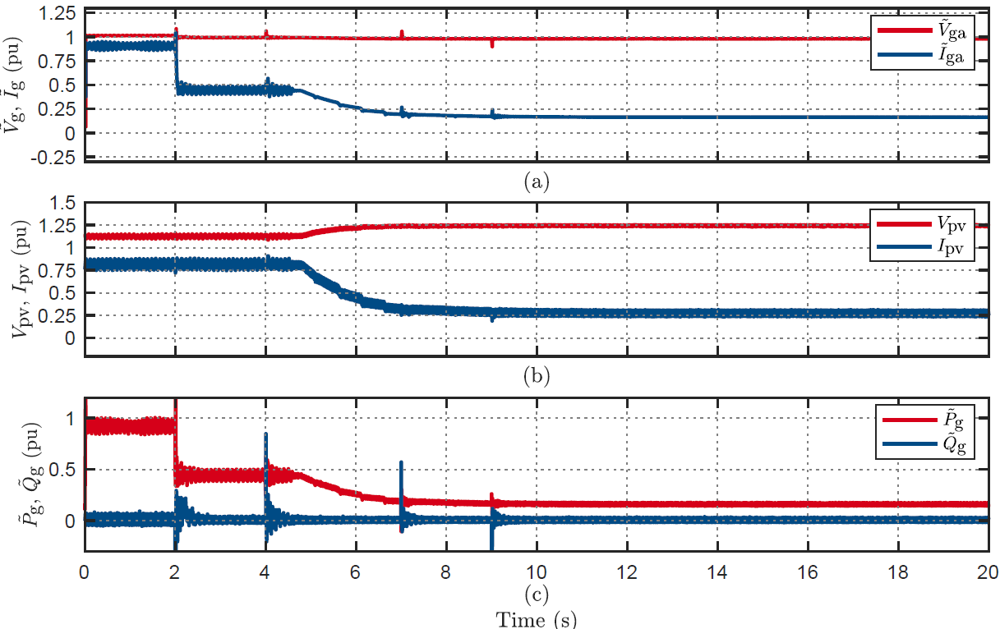 1.25
1
0.75
0.5
0.25
0
-0.25
Ṽg, Ĩg (pu)
Ṽga
Ĩga
(a)
1.5
1.25
1
0.75
0.5
0.25
0
Vpv, Ipv (pu)
Vpv
Ipv
(b)
1
0.5
0
P̃g, Q̃g (pu)
P̃g
Q̃g
0 2 4 6 8 10 12 14 16 18 20
(c)
Time (s)